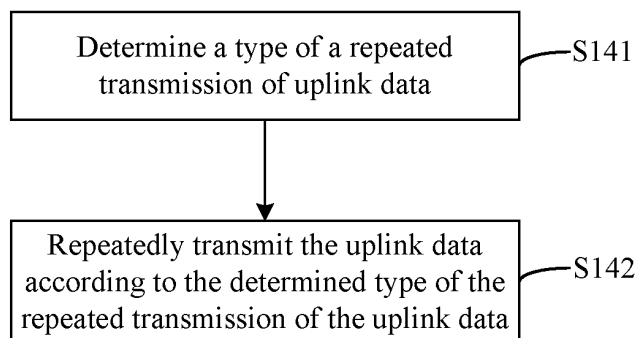 Determine a type of a repeated
transmission of uplink data
S141
Repeatedly transmit the uplink data
according to the determined type of the
repeated transmission of the uplink data
S142